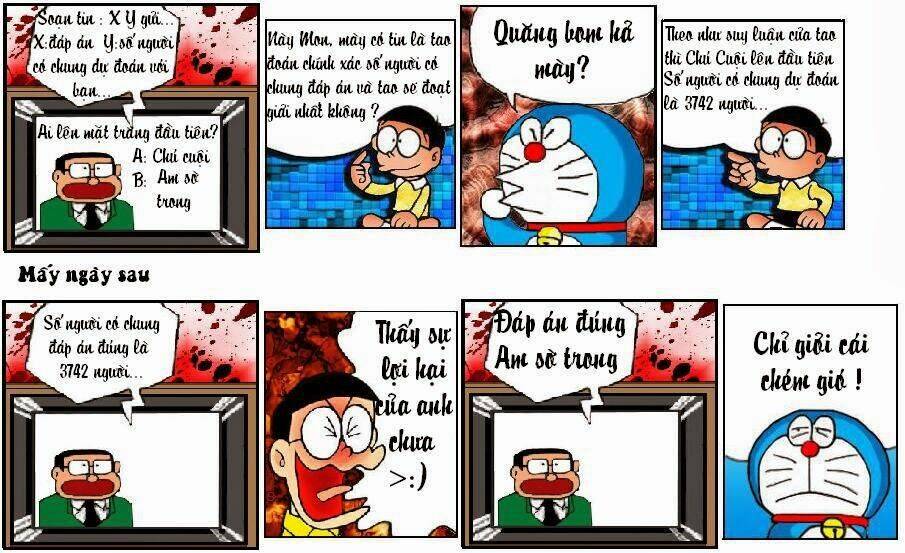 Soạn tin : X Y gửi...
X:đáp án Y:số người
có chung dự đoán với
bạn...
Ai lên mặt trăng đầu tiên?
A: Chú cuội
B: Am sờ
trong
Này Mon, mày có tin là tao
đoán chính xác số người có
chung đáp án và tao sẽ đoạt
giải nhất không ?
Quăng bom hả
mày?
Theo như suy luận của tao
thì Chú Cuội lên đầu tiên
Số người có chung dự đoán
là 3742 người...
Mấy ngày sau
Số người có chung
đáp án đúng là
3742 người...
Thấy sự
lợi hại
của anh
chưa
>:)
Đáp án đúng
Am sờ trong
Chỉ giỏi cái
chém gió !